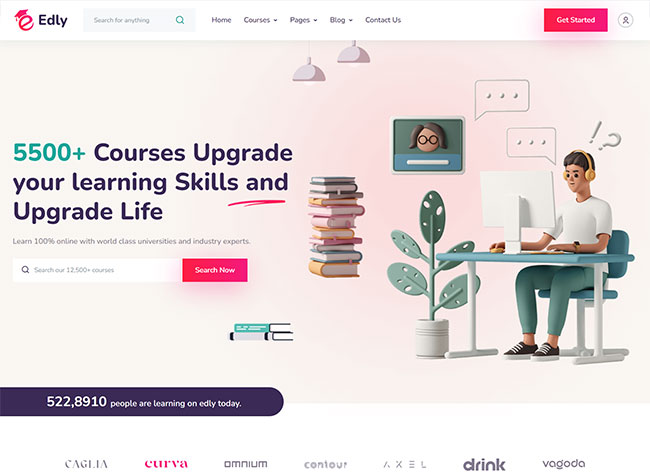 Edly
Search for anything
Home Courses Pages Blog Contact Us
Get Started
5500+ Courses Upgrade
your learning Skills and
Upgrade Life
Learn 100% online with world class universities and industry experts.
Search our 12,500+ courses
Search Now
!?
522,8910 people are learning on edly today.
CAGLIA curva omnium contour AXEL drink vagoda